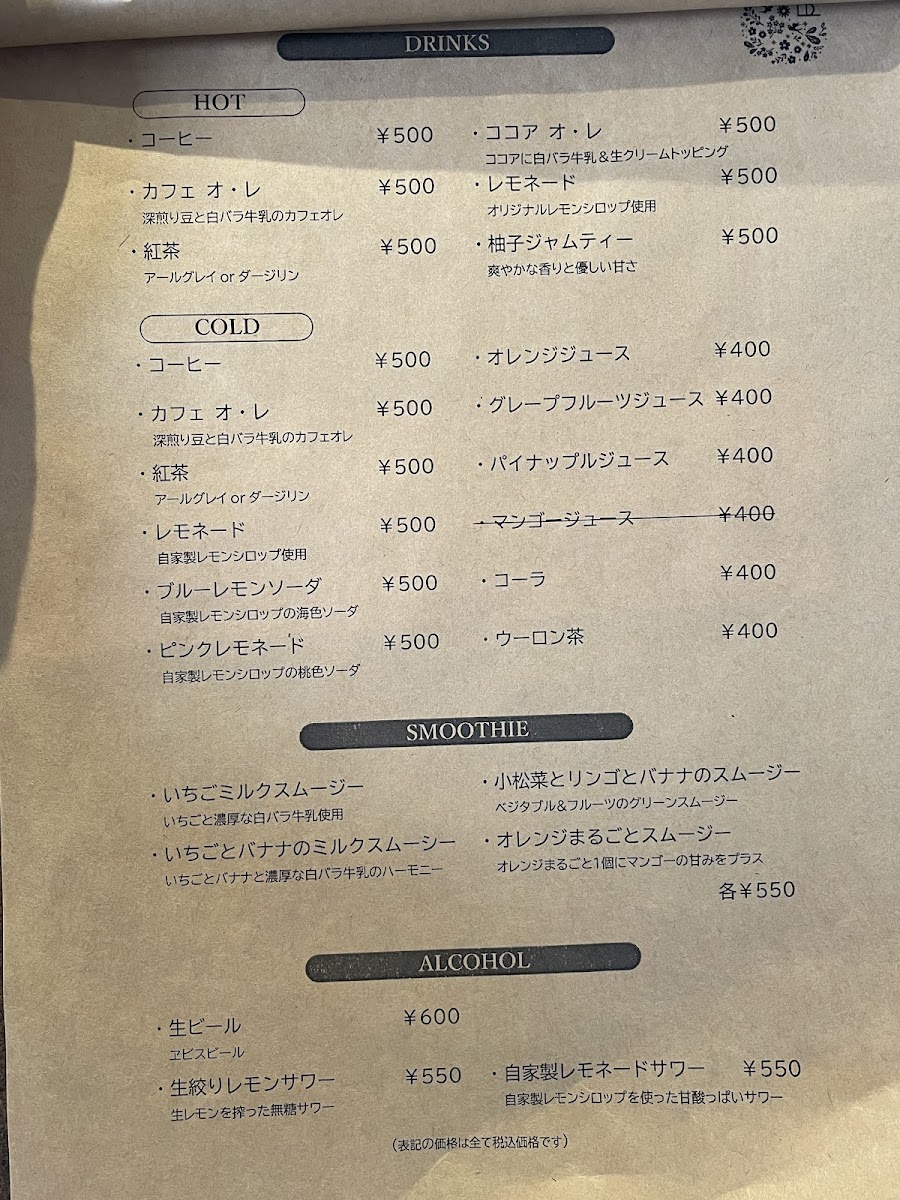 DRINKS
HOT
・コーヒー ¥500
・カフェ オ・レ ¥500
深煎り豆と白バラ牛乳のカフェオレ
・紅茶 ¥500
アールグレイ or ダージリン
・ココア オ・レ ¥500
ココアに白バラ牛乳＆生クリームトッピング
・レモネード ¥500
オリジナルレモンシロップ使用
・柚子ジャムティー ¥500
爽やかな香りと優しい甘さ
COLD
・コーヒー ¥500
・カフェ オ・レ ¥500
深煎り豆と白バラ牛乳のカフェオレ
・紅茶 ¥500
アールグレイ or ダージリン
・レモネード ¥500
自家製レモンシロップ使用
・ブルーレモンソーダ ¥500
自家製レモンシロップの海色ソーダ
・ピンクレモネード ¥500
自家製レモンシロップの桃色ソーダ
・オレンジジュース ¥400
・グレープフルーツジュース ¥400
・パイナップルジュース ¥400
・マンゴージュース ¥400
・コーラ ¥400
・ウーロン茶 ¥400
SMOOTHIE
・いちごミルクスムージー
いちごと濃厚な白バラ牛乳使用
・いちごとバナナのミルクスムーシー
いちごとバナナと濃厚な白バラ牛乳のハーモニー
・小松菜とリンゴとバナナのスムージー
ベジタブル＆フルーツのグリーンスムージー
・オレンジまるごとスムージー
オレンジまるごと1個にマンゴーの甘みをプラス
各¥550
ALCOHOL
・生ビール ¥600
ヱビスビール
・生絞りレモンサワー ¥550
生レモンを搾った無糖サワー
・自家製レモネードサワー ¥550
自家製レモンシロップを使った甘酸っぱいサワー
（表記の価格は全て税込価格です）